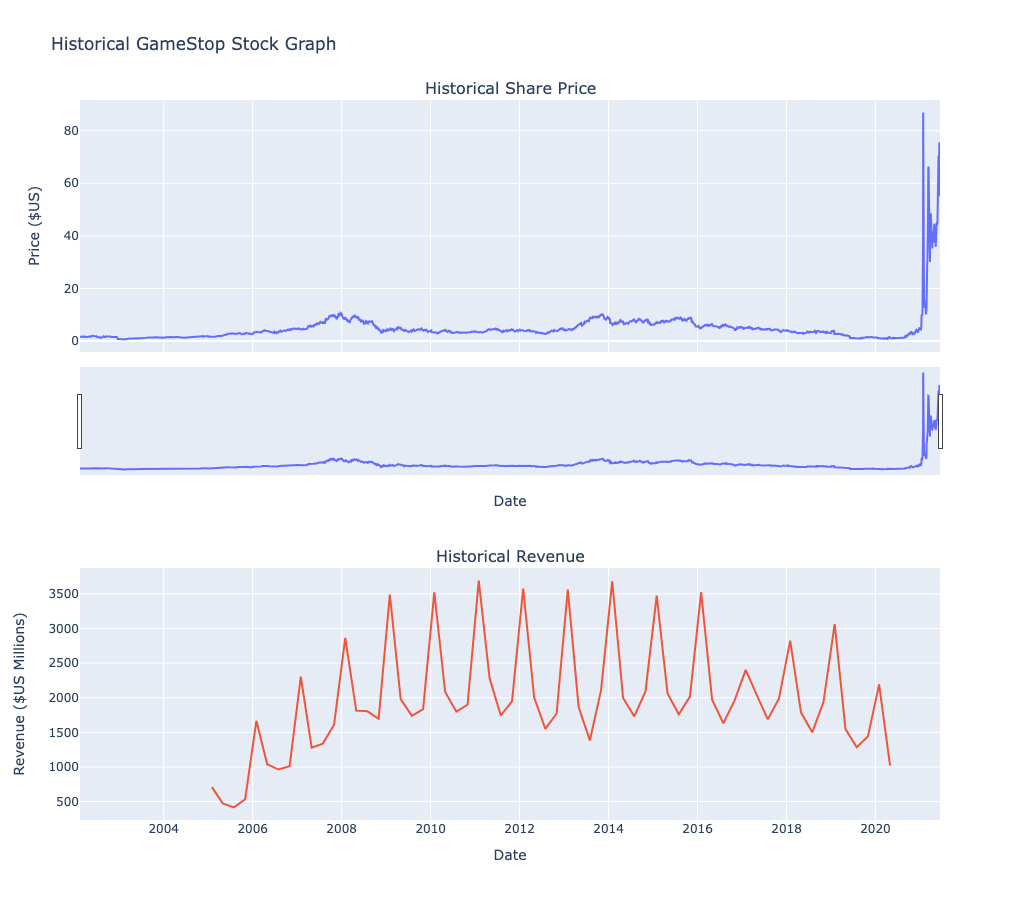 Historical GameStop Stock Graph
Historical Share Price
Price ($US)
80
60
40
20
0
Date
Historical Revenue
Revenue ($US Millions)
3500
3000
2500
2000
1500
1000
500
2004 2006 2008 2010 2012 2014 2016 2018 2020
Date